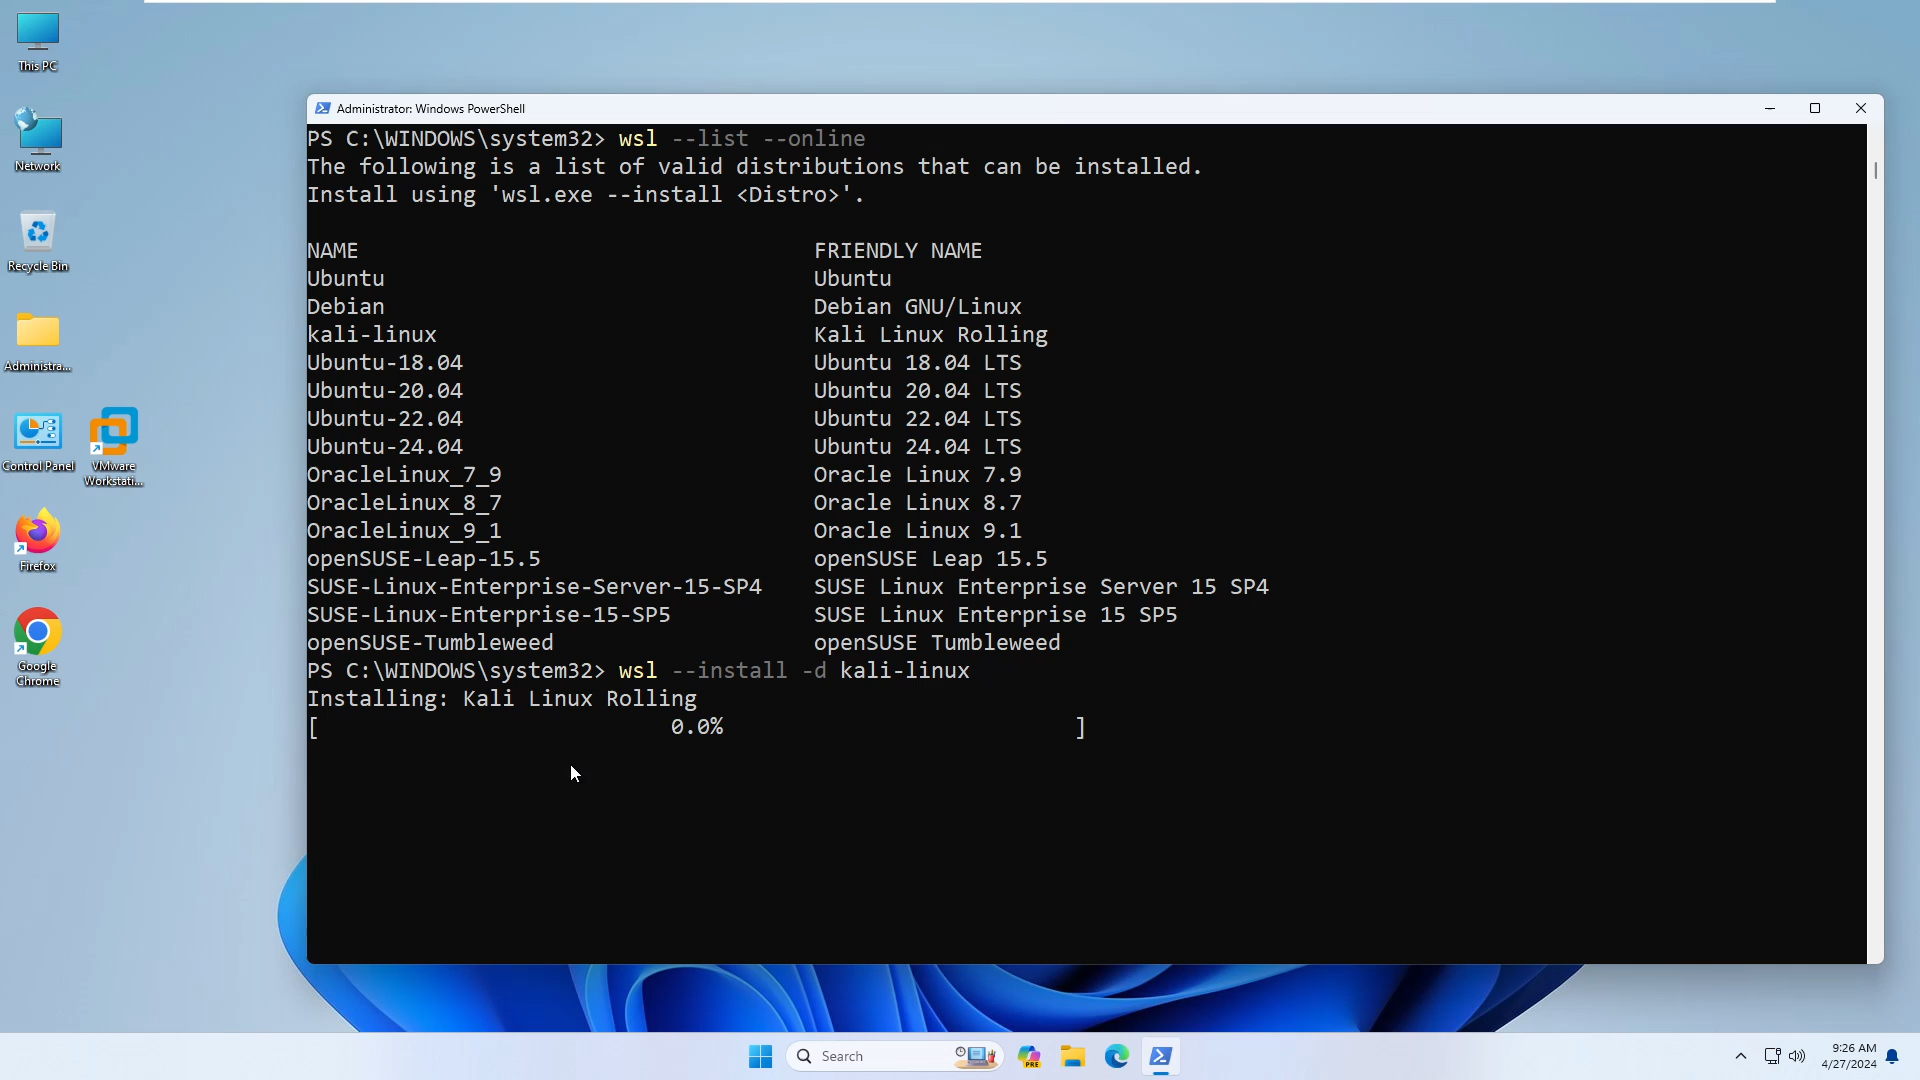 This PC
Network
Recycle Bin
Administra...
Control Panel
VMware
Workstati...
Firefox
Google
Chrome
Administrator: Windows PowerShell
PS C:\WINDOWS\system32> wsl --list --online
The following is a list of valid distributions that can be installed.
Install using 'wsl.exe --install <Distro>'.
NAME FRIENDLY NAME
Ubuntu Ubuntu
Debian Debian GNU/Linux
kali-linux Kali Linux Rolling
Ubuntu-18.04 Ubuntu 18.04 LTS
Ubuntu-20.04 Ubuntu 20.04 LTS
Ubuntu-22.04 Ubuntu 22.04 LTS
Ubuntu-24.04 Ubuntu 24.04 LTS
OracleLinux_7_9 Oracle Linux 7.9
OracleLinux_8_7 Oracle Linux 8.7
OracleLinux_9_1 Oracle Linux 9.1
openSUSE-Leap-15.5 openSUSE Leap 15.5
SUSE-Linux-Enterprise-Server-15-SP4 SUSE Linux Enterprise Server 15 SP4
SUSE-Linux-Enterprise-15-SP5 SUSE Linux Enterprise 15 SP5
openSUSE-Tumbleweed openSUSE Tumbleweed
PS C:\WINDOWS\system32> wsl --install -d kali-linux
Installing: Kali Linux Rolling
[ 0.0% ]
Search
PRE
9:26 AM
4/27/2024